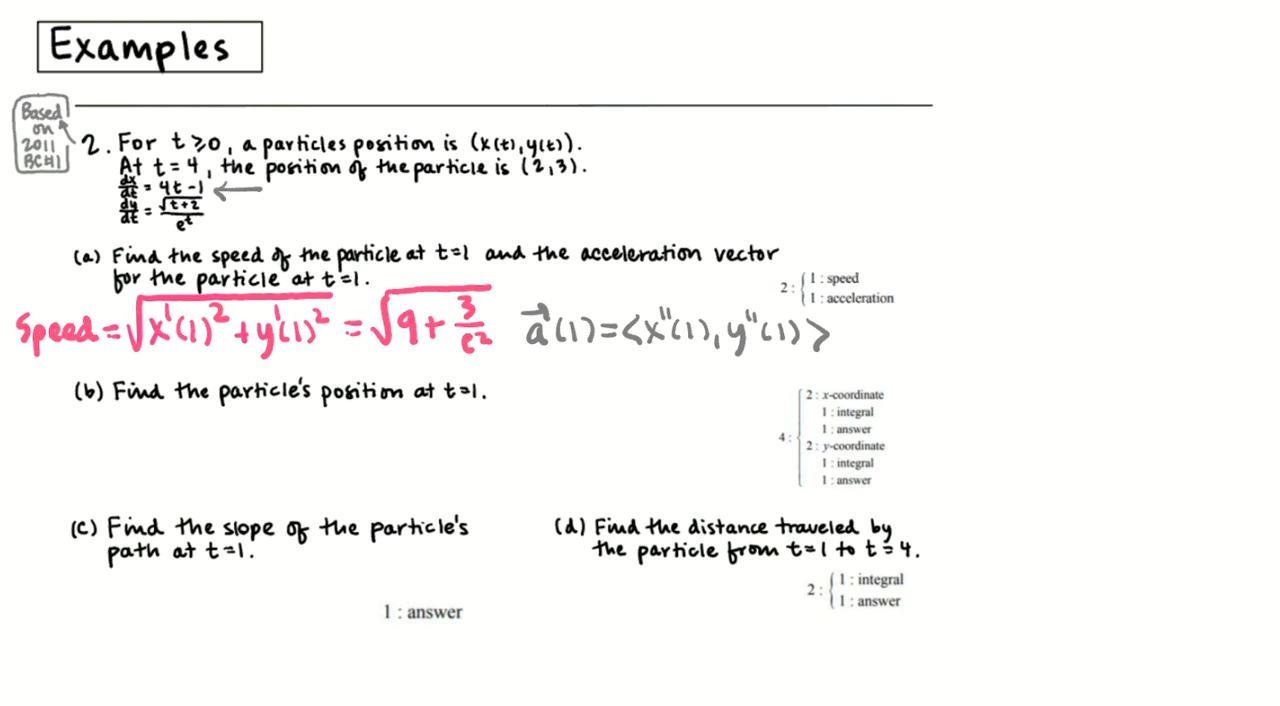 Examples
Based
on
2011
BC#1
2. For t ≥ 0, a particles position is (x(t), y(t)).
At t = 4, the position of the particle is (2,3).
dx/dt = 4t - 1
dy/dt = √(t+2)/e^t
(a) Find the speed of the particle at t=1 and the acceleration vector
for the particle at t=1.
2: { 1 : speed
1 : acceleration
Speed = √(x'(1)² + y'(1)²) = √(9 + 3/e²) a⃗(1) = <x"(1), y"(1)>
(b) Find the particle's position at t=1.
4: { 2 : x-coordinate
1 : integral
1 : answer
2 : y-coordinate
1 : integral
1 : answer
(c) Find the slope of the particle's
path at t=1.
1 : answer
(d) Find the distance traveled by
the particle from t=1 to t=4.
2: { 1 : integral
1 : answer